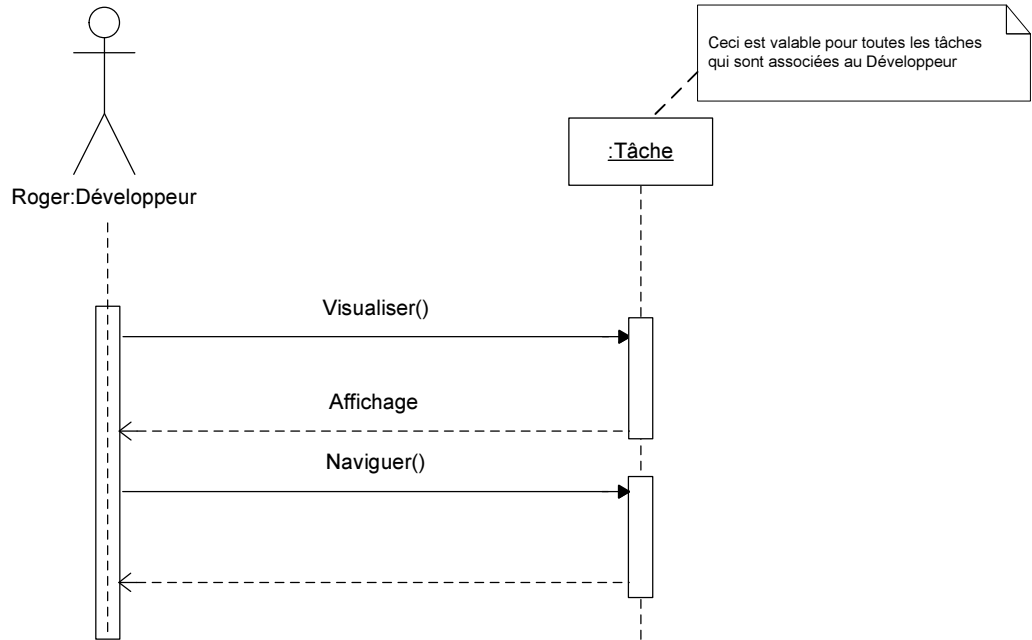 Ceci est valable pour toutes les tâches
qui sont associées au Développeur
:Tâche
Roger:Développeur
Visualiser()
Affichage
Naviguer()